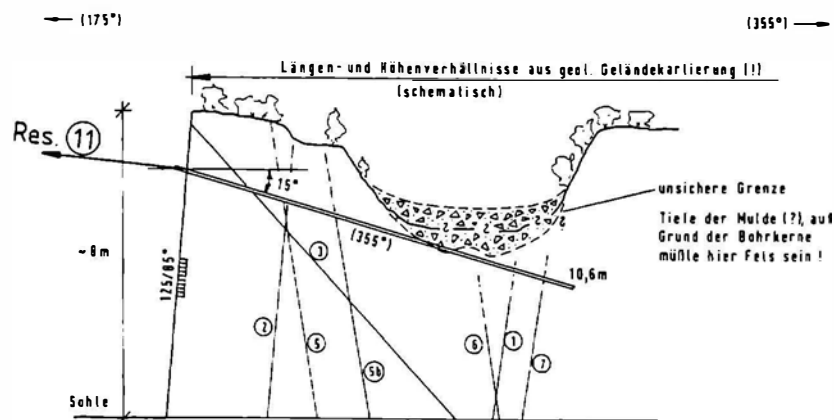 (175°) (355°)
Längen- und Höhenverhältnisse aus geol. Geländekartierung (!)
(schematisch)
Res. 11
15°
unsichere Grenze
Tiefe der Mulde (?), auf
Grund der Bohrkerne
müßte hier Fels sein !
(355°)
~8m
3
10,6m
125/85°
2
5
5b
6
1
7
Sohle